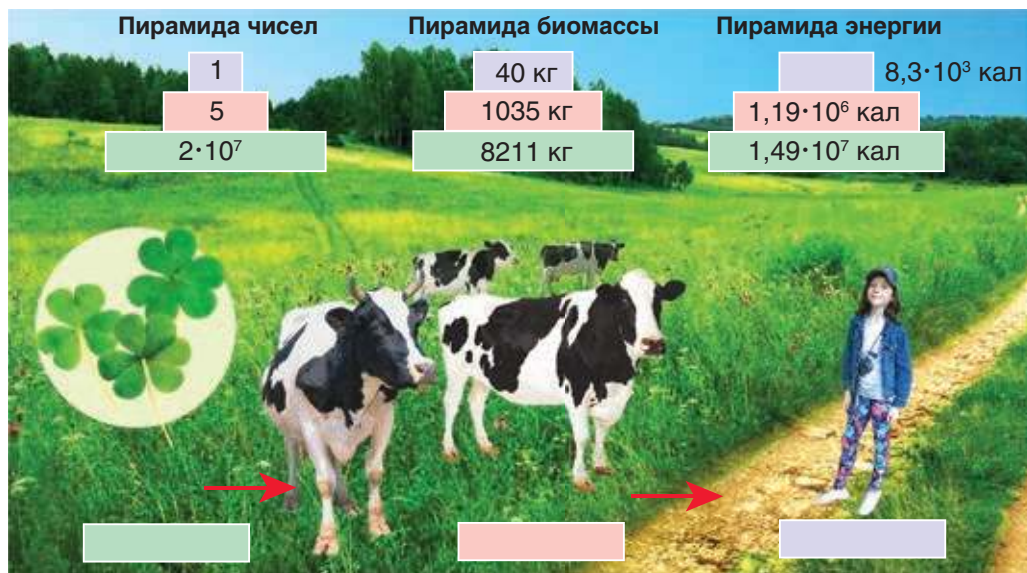 Пирамида чисел
1
5
2·10⁷
Пирамида биомассы
40 кг
1035 кг
8211 кг
Пирамида энергии
8,3·10³ кал
1,19·10⁶ кал
1,49·10⁷ кал